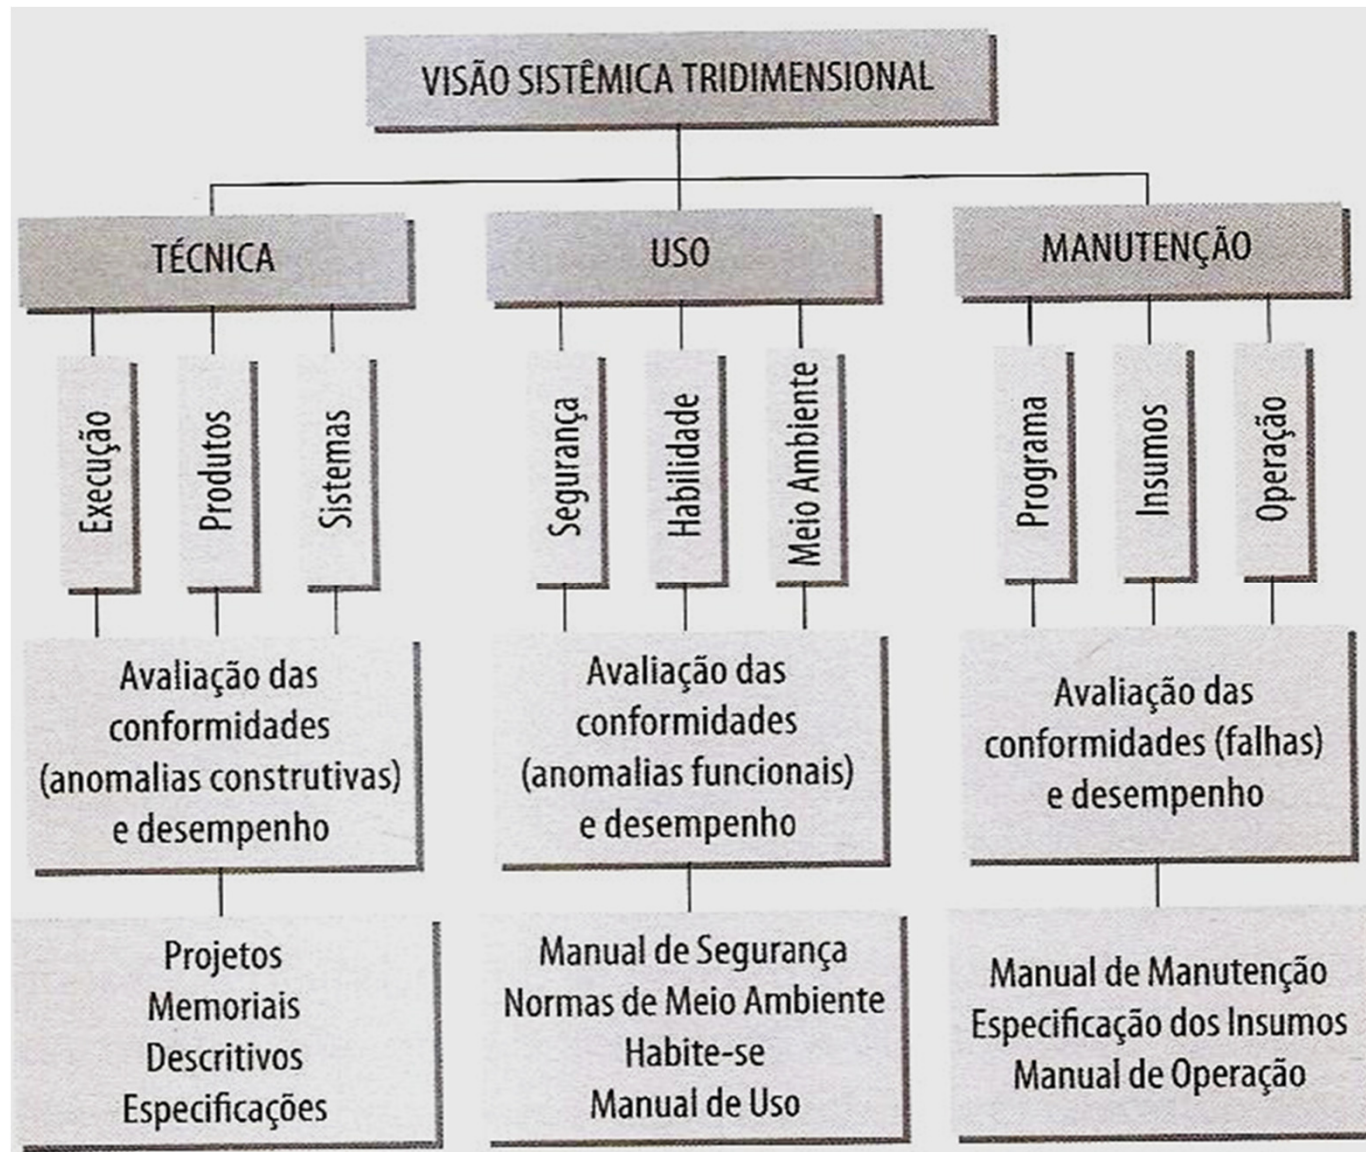 VISÃO SISTÊMICA TRIDIMENSIONAL
TÉCNICA
Execução
Produtos
Sistemas
Avaliação das
conformidades
(anomalias construtivas)
e desempenho
Projetos
Memoriais
Descritivos
Especificações
USO
Segurança
Habilidade
Meio Ambiente
Avaliação das
conformidades
(anomalias funcionais)
e desempenho
Manual de Segurança
Normas de Meio Ambiente
Habite-se
Manual de Uso
MANUTENÇÃO
Programa
Insumos
Operação
Avaliação das
conformidades (falhas)
e desempenho
Manual de Manutenção
Especificação dos Insumos
Manual de Operação